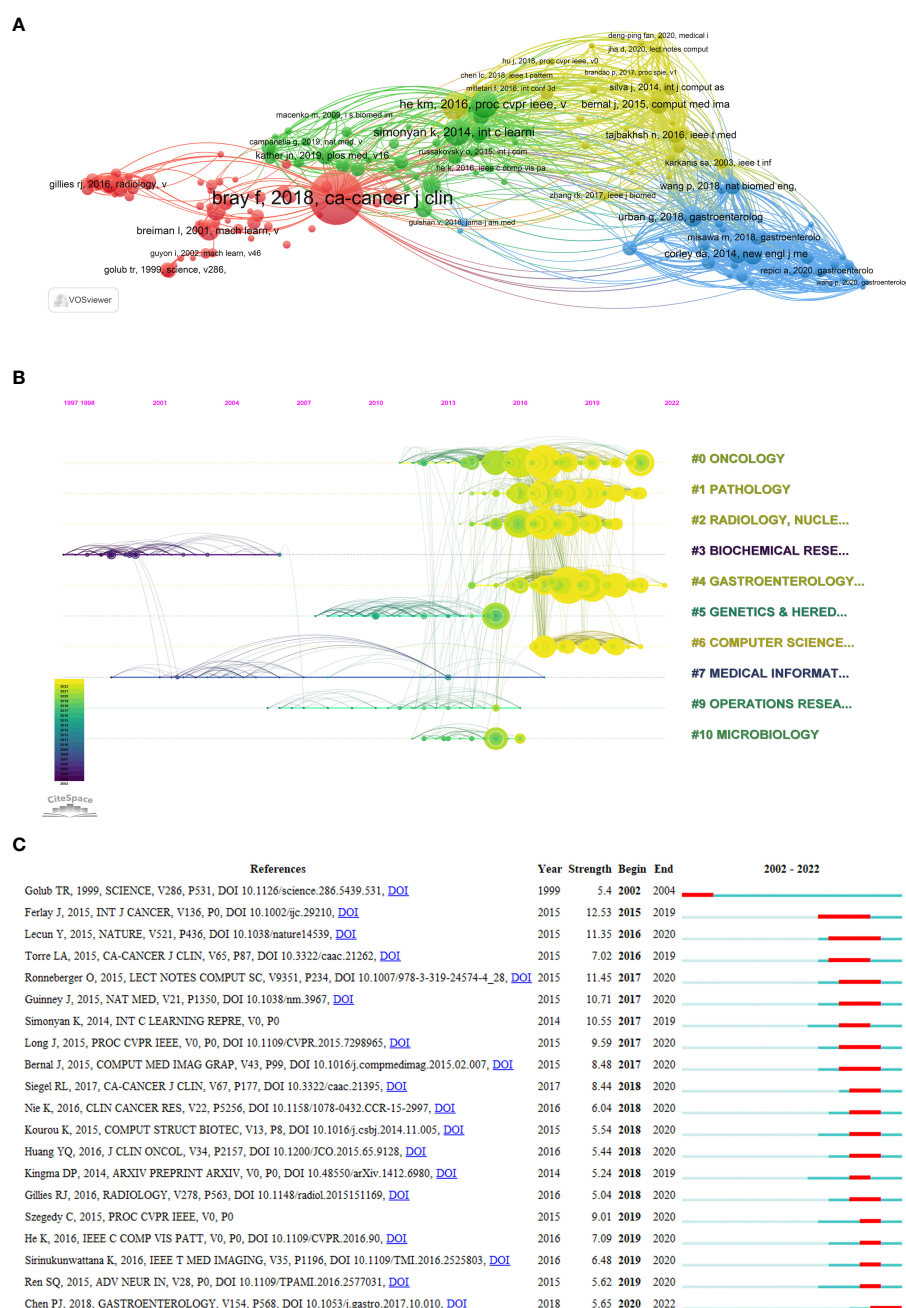 A
deng-ping fan, 2020, medical i
jha d, 2020, lect notes comput
hu j, 2018, proc cvpr ieee, v0
chen lc, 2018, ieee t pattern
brandao p, 2017, proc spie, v1
milletari f, 2016, int conf 3d
silva j, 2014, int j comput as
he km, 2016, proc cvpr ieee, v
bernal j, 2015, comput med ima
macenko m, 2009, i s biomed im
simonyan k, 2014, int c learni
tajbakhsh n, 2016, ieee t med
campanella g, 2019, nat med, v
kather jn, 2019, plos med, v16
russakovsky o, 2015, int j com
karkanis sa, 2003, ieee t inf
he k, 2016, ieee c comp vis pa
gillies rj, 2016, radiology, v
wang p, 2018, nat biomed eng,
bray f, 2018, ca-cancer j clin
zhang rk, 2017, ieee j biomed
urban g, 2018, gastroenterolog
gulshan v, 2016, jama-j am med
breiman l, 2001, mach learn, v
misawa m, 2018, gastroenterolo
guyon i, 2002, mach learn, v46
corley da, 2014, new engl j me
golub tr, 1999, science, v286,
repici a, 2020, gastroenterolo
wang p, 2020, gastroenterolog
VOSviewer
B
1997 1998 2001 2004 2007 2010 2013 2016 2019 2022
#0 ONCOLOGY
#1 PATHOLOGY
#2 RADIOLOGY, NUCLE...
#3 BIOCHEMICAL RESE...
#4 GASTROENTEROLOGY...
#5 GENETICS & HERED...
#6 COMPUTER SCIENCE...
#7 MEDICAL INFORMAT...
#9 OPERATIONS RESEA...
#10 MICROBIOLOGY
CiteSpace
C
References Year Strength Begin End 2002 - 2022
Golub TR, 1999, SCIENCE, V286, P531, DOI 10.1126/science.286.5439.531, DOI 1999 5.4 2002 2004
Ferlay J, 2015, INT J CANCER, V136, P0, DOI 10.1002/ijc.29210, DOI 2015 12.53 2015 2019
Lecun Y, 2015, NATURE, V521, P436, DOI 10.1038/nature14539, DOI 2015 11.35 2016 2020
Torre LA, 2015, CA-CANCER J CLIN, V65, P87, DOI 10.3322/caac.21262, DOI 2015 7.02 2016 2019
Ronneberger O, 2015, LECT NOTES COMPUT SC, V9351, P234, DOI 10.1007/978-3-319-24574-4_28, DOI 2015 11.45 2017 2020
Guinney J, 2015, NAT MED, V21, P1350, DOI 10.1038/nm.3967, DOI 2015 10.71 2017 2020
Simonyan K, 2014, INT C LEARNING REPRE, V0, P0 2014 10.55 2017 2019
Long J, 2015, PROC CVPR IEEE, V0, P0, DOI 10.1109/CVPR.2015.7298965, DOI 2015 9.59 2017 2020
Bernal J, 2015, COMPUT MED IMAG GRAP, V43, P99, DOI 10.1016/j.compmedimag.2015.02.007, DOI 2015 8.48 2017 2020
Siegel RL, 2017, CA-CANCER J CLIN, V67, P177, DOI 10.3322/caac.21395, DOI 2017 8.44 2018 2020
Nie K, 2016, CLIN CANCER RES, V22, P5256, DOI 10.1158/1078-0432.CCR-15-2997, DOI 2016 6.04 2018 2020
Kourou K, 2015, COMPUT STRUCT BIOTEC, V13, P8, DOI 10.1016/j.csbj.2014.11.005, DOI 2015 5.54 2018 2020
Huang YQ, 2016, J CLIN ONCOL, V34, P2157, DOI 10.1200/JCO.2015.65.9128, DOI 2016 5.44 2018 2020
Kingma DP, 2014, ARXIV PREPRINT ARXIV, V0, P0, DOI 10.48550/arXiv.1412.6980, DOI 2014 5.24 2018 2019
Gillies RJ, 2016, RADIOLOGY, V278, P563, DOI 10.1148/radiol.2015151169, DOI 2016 5.04 2018 2020
Szegedy C, 2015, PROC CVPR IEEE, V0, P0 2015 9.01 2019 2020
He K, 2016, IEEE C COMP VIS PATT, V0, P0, DOI 10.1109/CVPR.2016.90, DOI 2016 7.09 2019 2020
Sirinukunwattana K, 2016, IEEE T MED IMAGING, V35, P1196, DOI 10.1109/TMI.2016.2525803, DOI 2016 6.48 2019 2020
Ren SQ, 2015, ADV NEUR IN, V28, P0, DOI 10.1109/TPAMI.2016.2577031, DOI 2015 5.62 2019 2020
Chen PJ, 2018, GASTROENTEROLOGY, V154, P568, DOI 10.1053/j.gastro.2017.10.010, DOI 2018 5.65 2020 2022